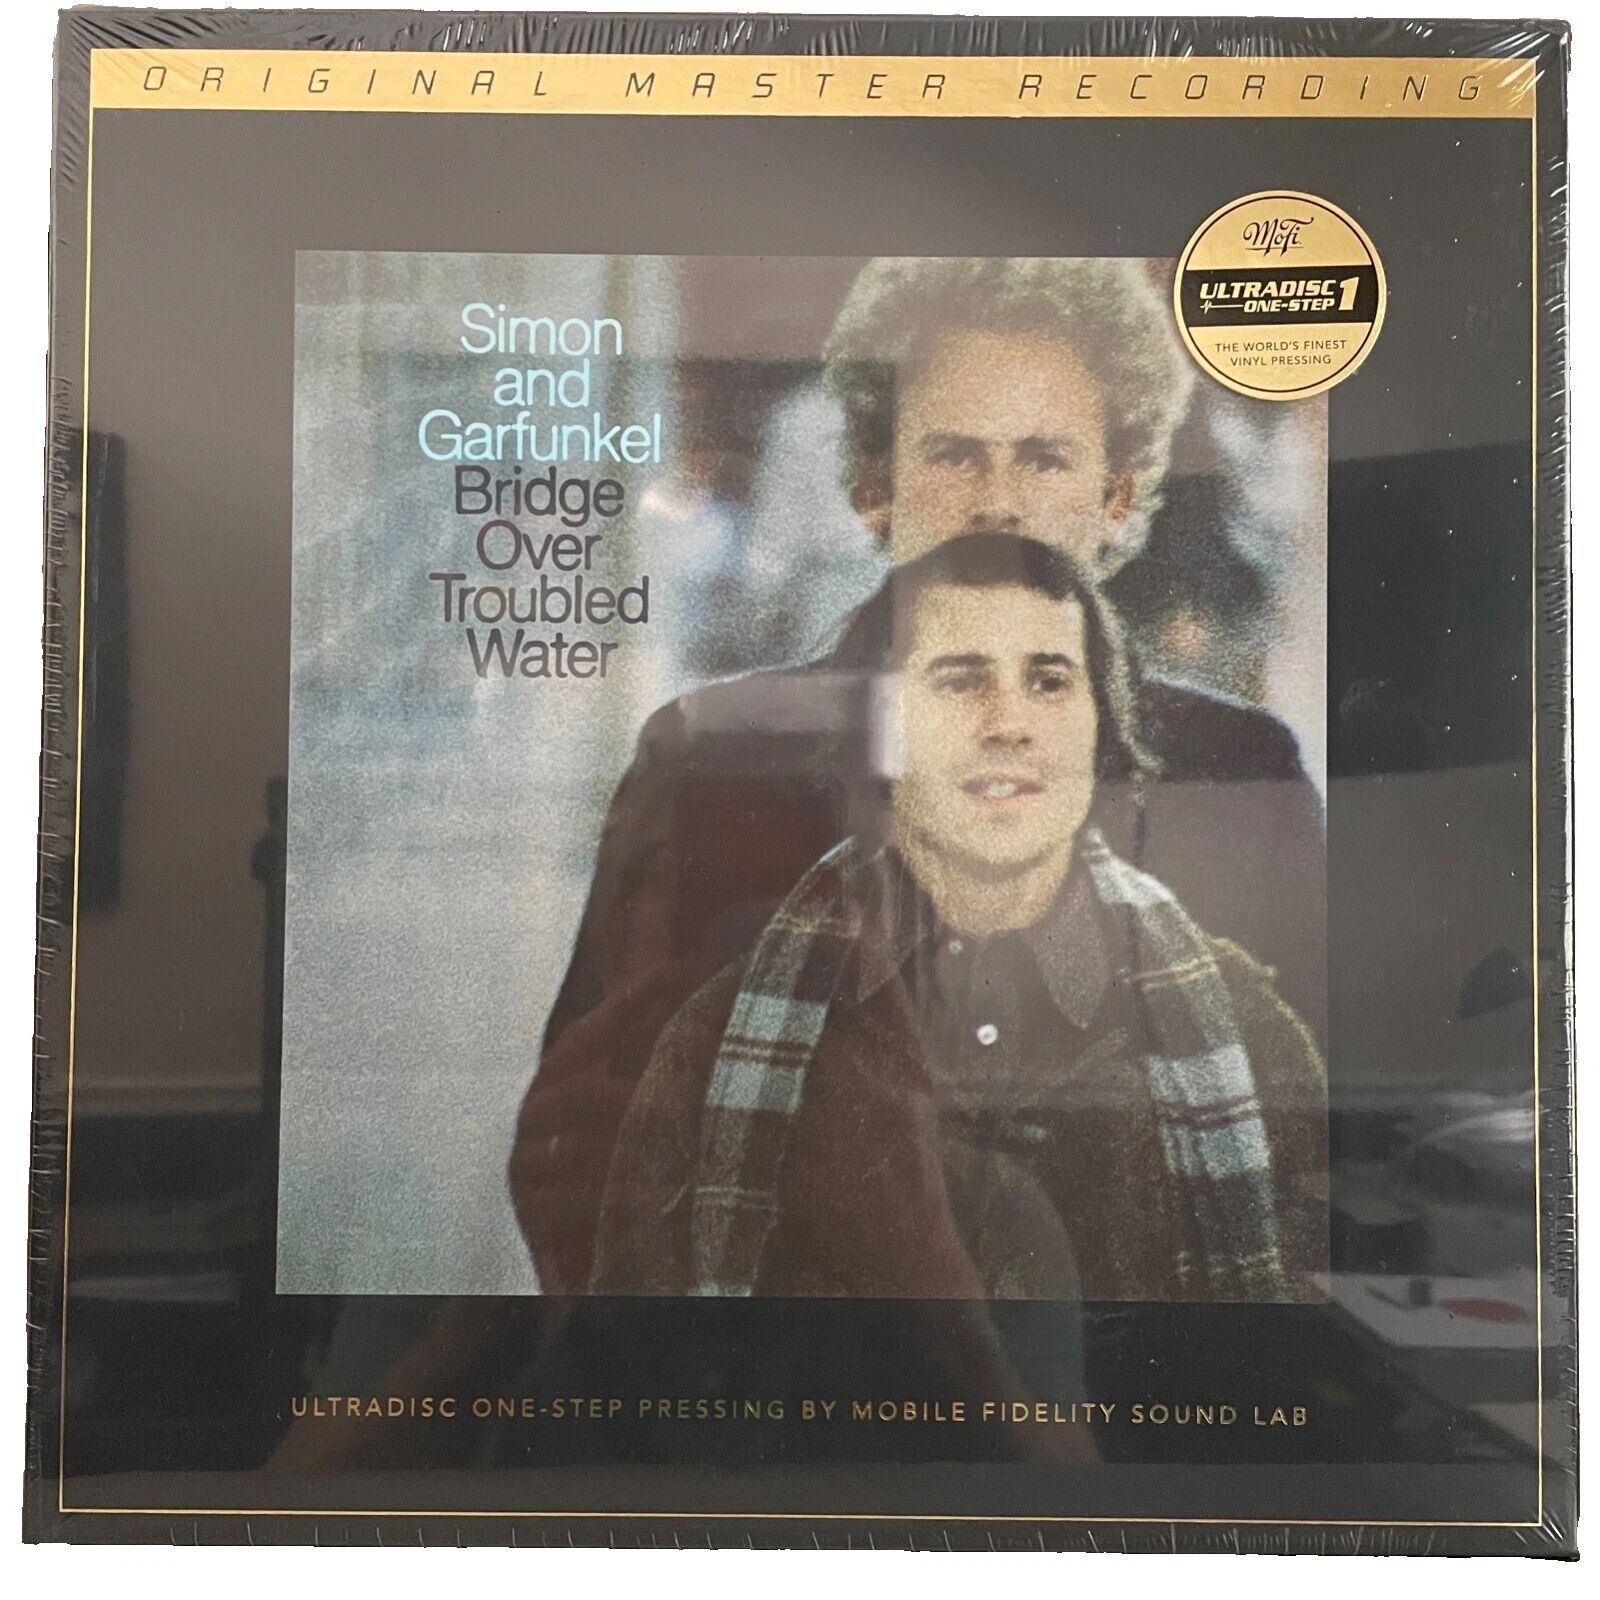 ORIGINAL MASTER RECORDING
MoFi
ULTRADISC
ONE-STEP 1
THE WORLD'S FINEST
VINYL PRESSING
Simon
and
Garfunkel
Bridge
Over
Troubled
Water
ULTRADISC ONE-STEP PRESSING BY MOBILE FIDELITY SOUND LAB